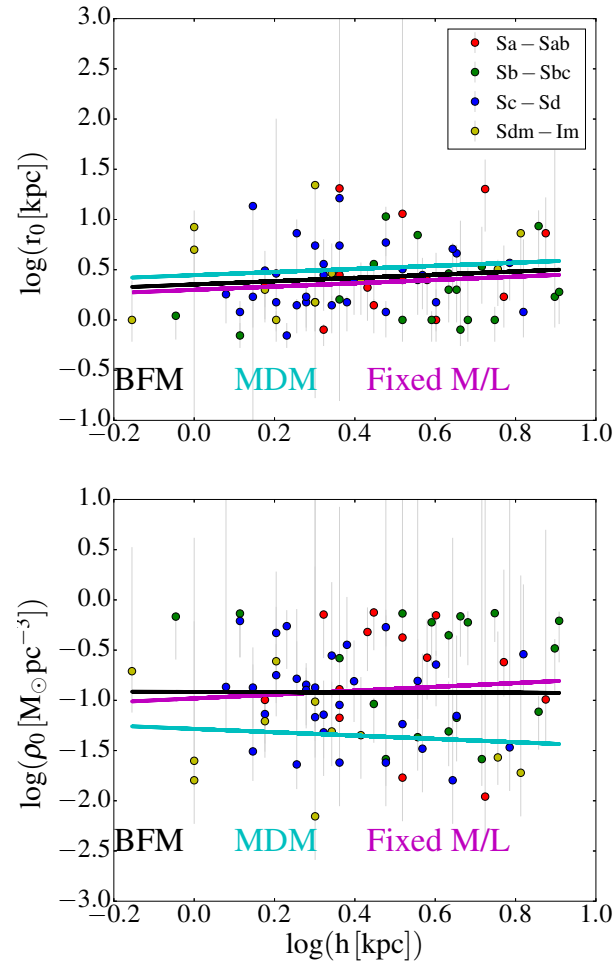 3.0
2.5
2.0
1.5
1.0
0.5
0.0
−0.5
−1.0
log(r₀ [kpc])
Sa − Sab
Sb − Sbc
Sc − Sd
Sdm − Im
BFM MDM Fixed M/L
−0.2 0.0 0.2 0.4 0.6 0.8 1.0
1.0
0.5
0.0
−0.5
−1.0
−1.5
−2.0
−2.5
−3.0
log(ρ₀ [M⊙pc⁻³])
BFM MDM Fixed M/L
−0.2 0.0 0.2 0.4 0.6 0.8 1.0
log(h [kpc])